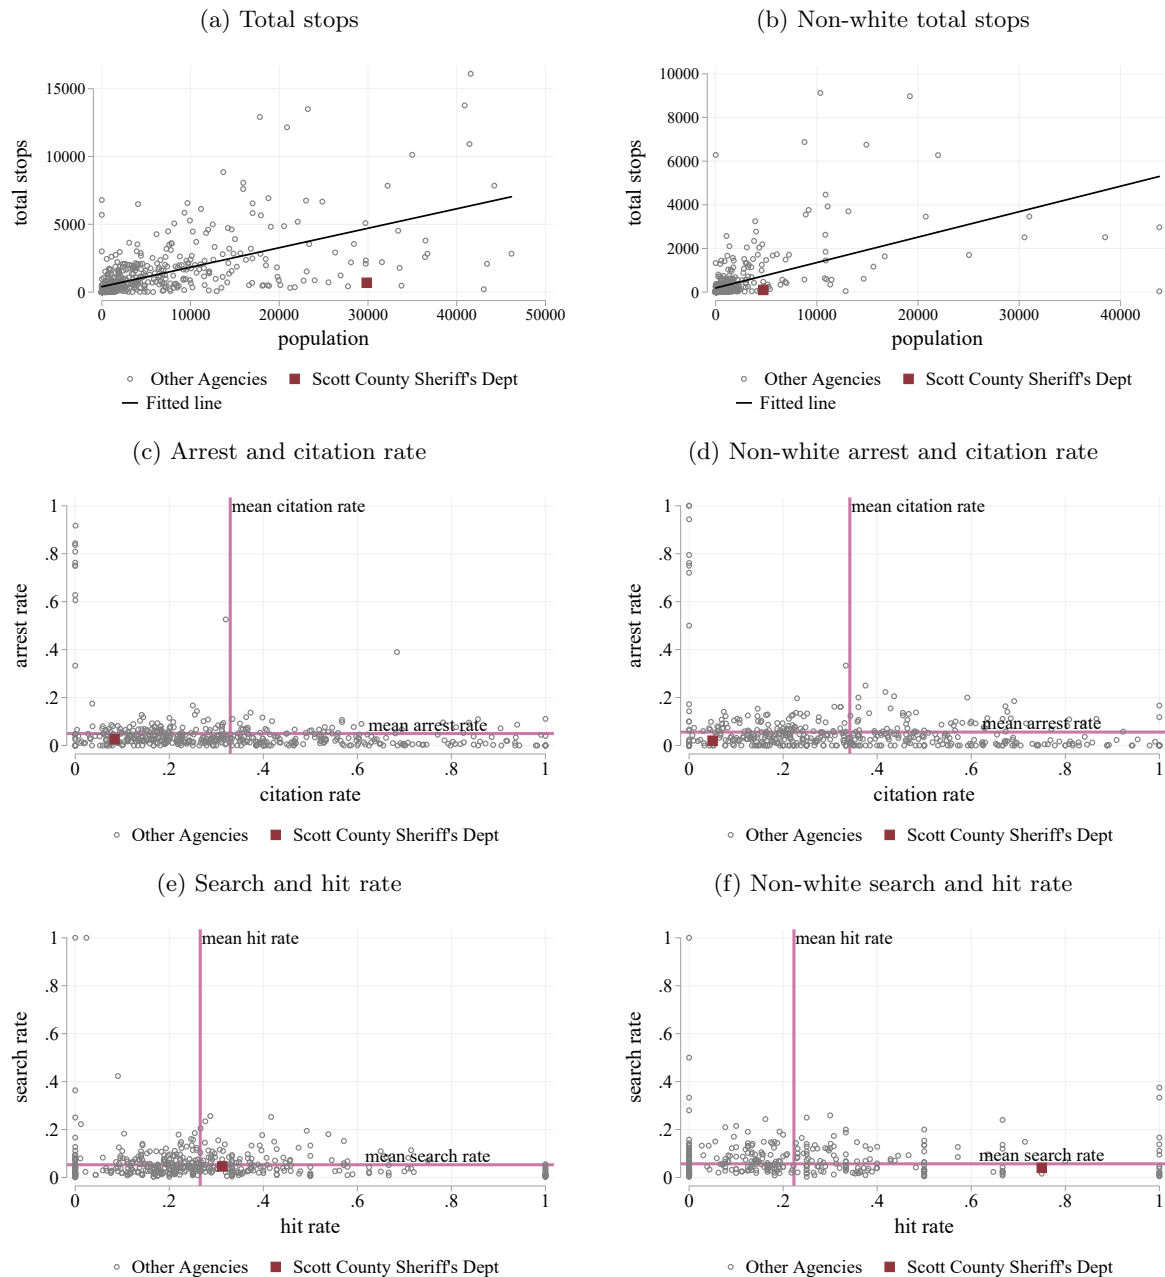 (a) Total stops
(b) Non-white total stops
15000
10000
5000
0
total stops
0 10000 20000 30000 40000 50000
population
Other Agencies Scott County Sheriff's Dept
Fitted line
10000
8000
6000
4000
2000
0
total stops
0 10000 20000 30000 40000
population
Other Agencies Scott County Sheriff's Dept
Fitted line
(c) Arrest and citation rate
(d) Non-white arrest and citation rate
1
.8
.6
.4
.2
0
arrest rate
mean citation rate
mean arrest rate
0 .2 .4 .6 .8 1
citation rate
Other Agencies Scott County Sheriff's Dept
1
.8
.6
.4
.2
0
arrest rate
mean citation rate
mean arrest rate
0 .2 .4 .6 .8 1
citation rate
Other Agencies Scott County Sheriff's Dept
(e) Search and hit rate
(f) Non-white search and hit rate
1
.8
.6
.4
.2
0
search rate
mean hit rate
mean search rate
0 .2 .4 .6 .8 1
hit rate
Other Agencies Scott County Sheriff's Dept
1
.8
.6
.4
.2
0
search rate
mean hit rate
mean search rate
0 .2 .4 .6 .8 1
hit rate
Other Agencies Scott County Sheriff's Dept